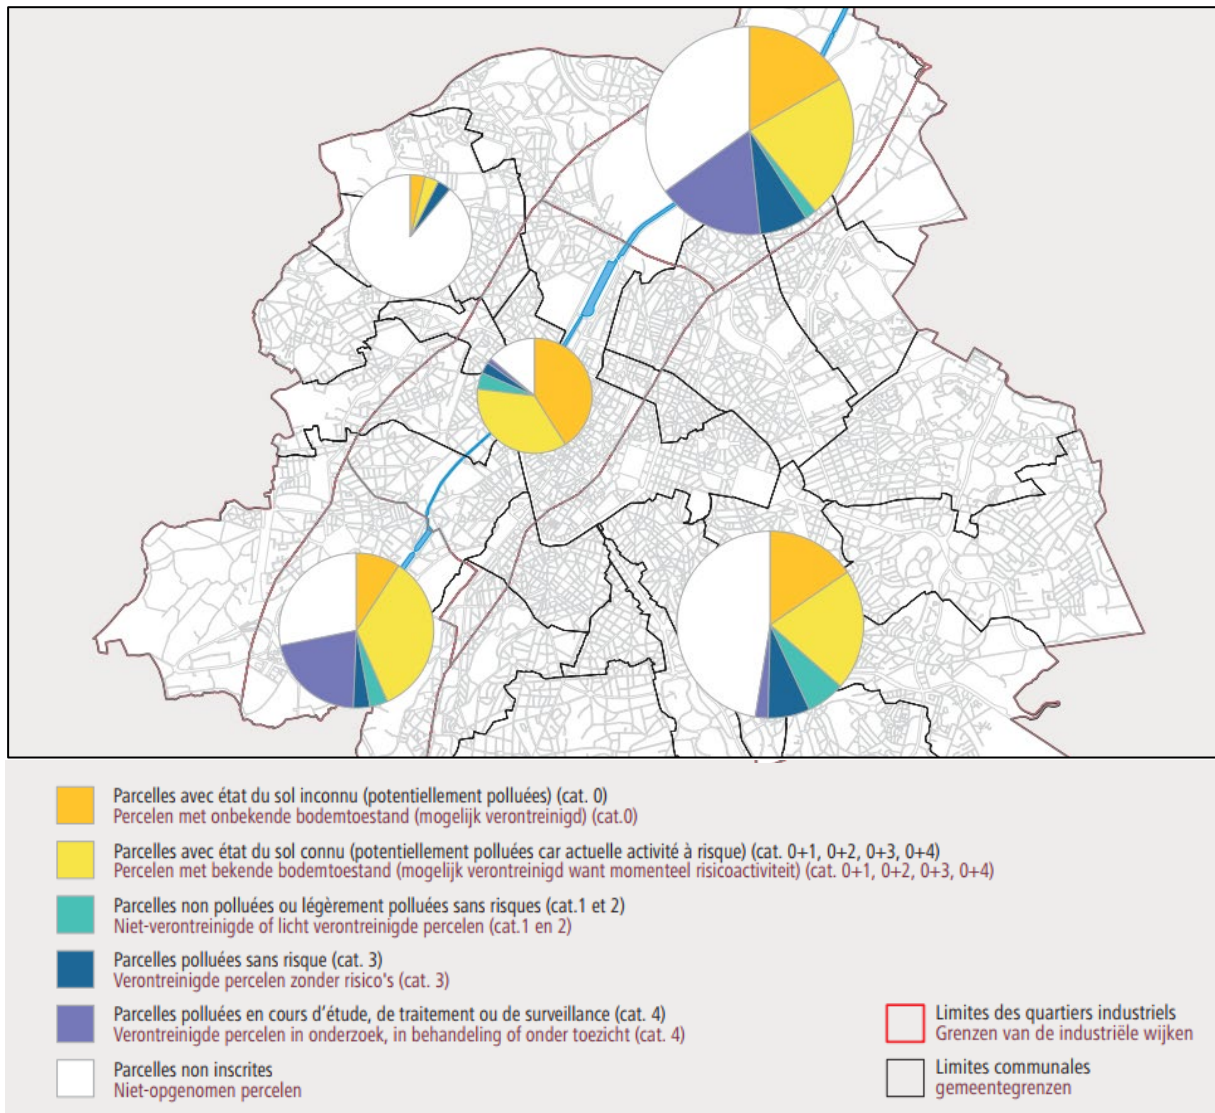 Parcelles avec état du sol inconnu (potentiellement polluées) (cat. 0)
Percelen met onbekende bodemtoestand (mogelijk verontreinigd) (cat.0)
Parcelles avec état du sol connu (potentiellement polluées car actuelle activité à risque) (cat. 0+1, 0+2, 0+3, 0+4)
Percelen met bekende bodemtoestand (mogelijk verontreinigd want momenteel risicoactiviteit) (cat. 0+1, 0+2, 0+3, 0+4)
Parcelles non polluées ou légèrement polluées sans risques (cat.1 et 2)
Niet-verontreinigde of licht verontreinigde percelen (cat.1 en 2)
Parcelles polluées sans risque (cat. 3)
Verontreinigde percelen zonder risico's (cat. 3)
Parcelles polluées en cours d'étude, de traitement ou de surveillance (cat. 4)
Verontreinigde percelen in onderzoek, in behandeling of onder toezicht (cat. 4)
Parcelles non inscrites
Niet-opgenomen percelen
Limites des quartiers industriels
Grenzen van de industriële wijken
Limites communales
gemeentegrenzen